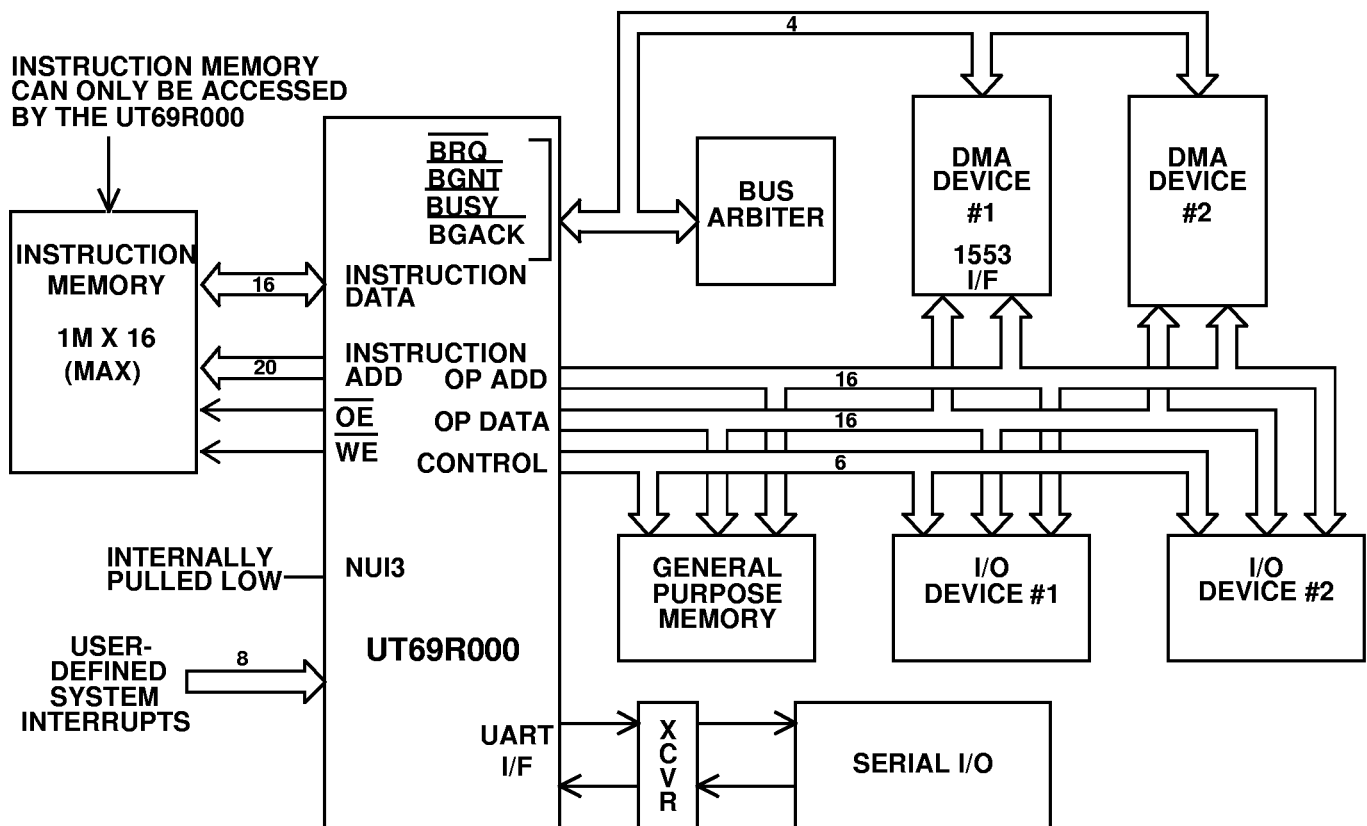 4
INSTRUCTION MEMORY
CAN ONLY BE ACCESSED
BY THE UT69R000
BRQ
BGNT
BUSY
BGACK
BUS
ARBITER
DMA
DEVICE
#1
1553
I/F
DMA
DEVICE
#2
INSTRUCTION
MEMORY
1M X 16
(MAX)
16
INSTRUCTION
DATA
20
INSTRUCTION
ADD
OP ADD
16
OE
OP DATA
16
WE
CONTROL
6
INTERNALLY
PULLED LOW
NUI3
GENERAL
PURPOSE
MEMORY
I/O
DEVICE #1
I/O
DEVICE #2
UT69R000
USER-
DEFINED
SYSTEM
INTERRUPTS
8
UART
I/F
X
C
V
R
SERIAL I/O